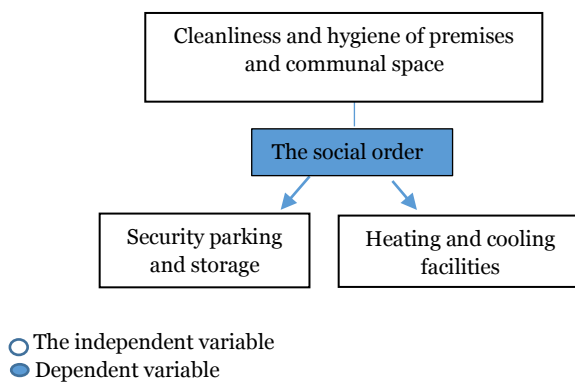 Cleanliness and hygiene of premises
and communal space
The social order
Security parking
and storage
Heating and cooling
facilities
The independent variable
Dependent variable